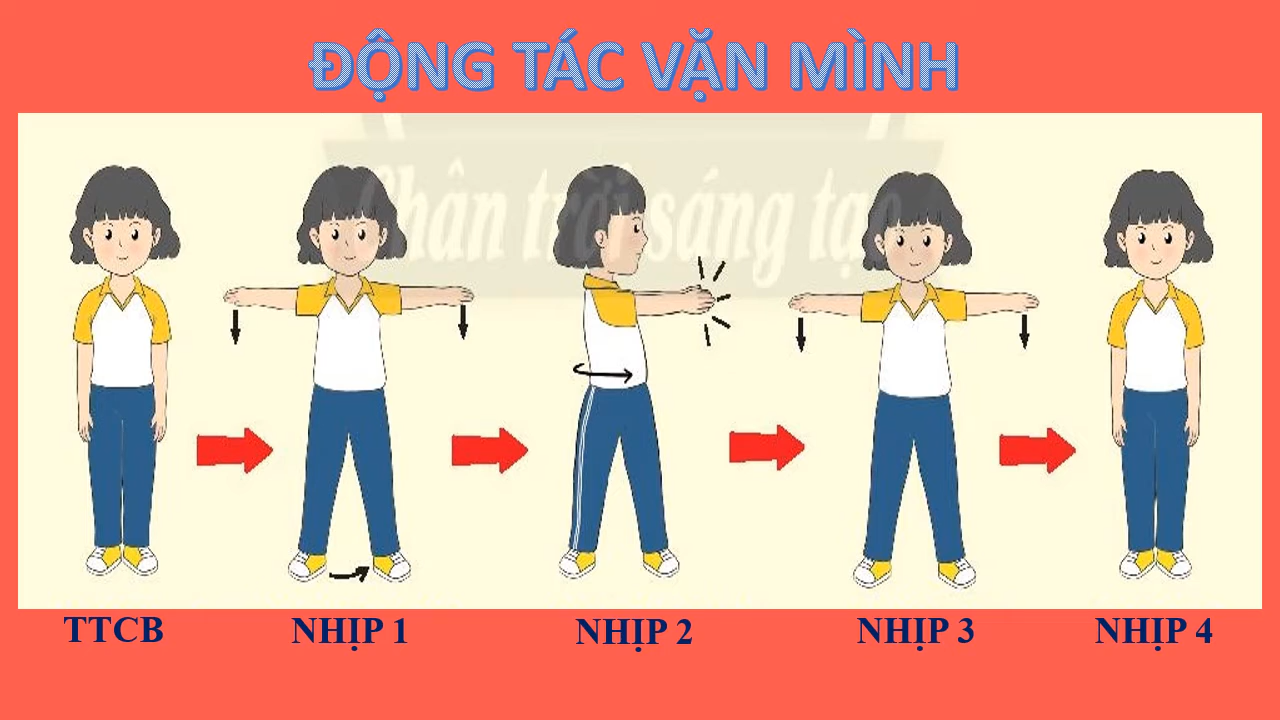 ĐỘNG TÁC VẶN MÌNH
Chân trời sáng tạo
TTCB
NHỊP 1
NHỊP 2
NHỊP 3
NHỊP 4